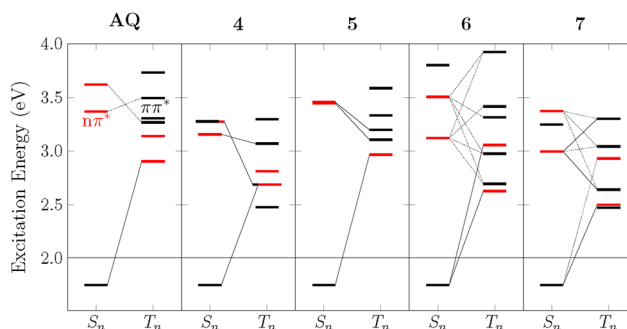 AQ 4 5 6 7
Excitation Energy (eV)
4.0
3.5
3.0
2.5
2.0
nπ*
ππ*
Sₙ Tₙ Sₙ Tₙ Sₙ Tₙ Sₙ Tₙ Sₙ Tₙ